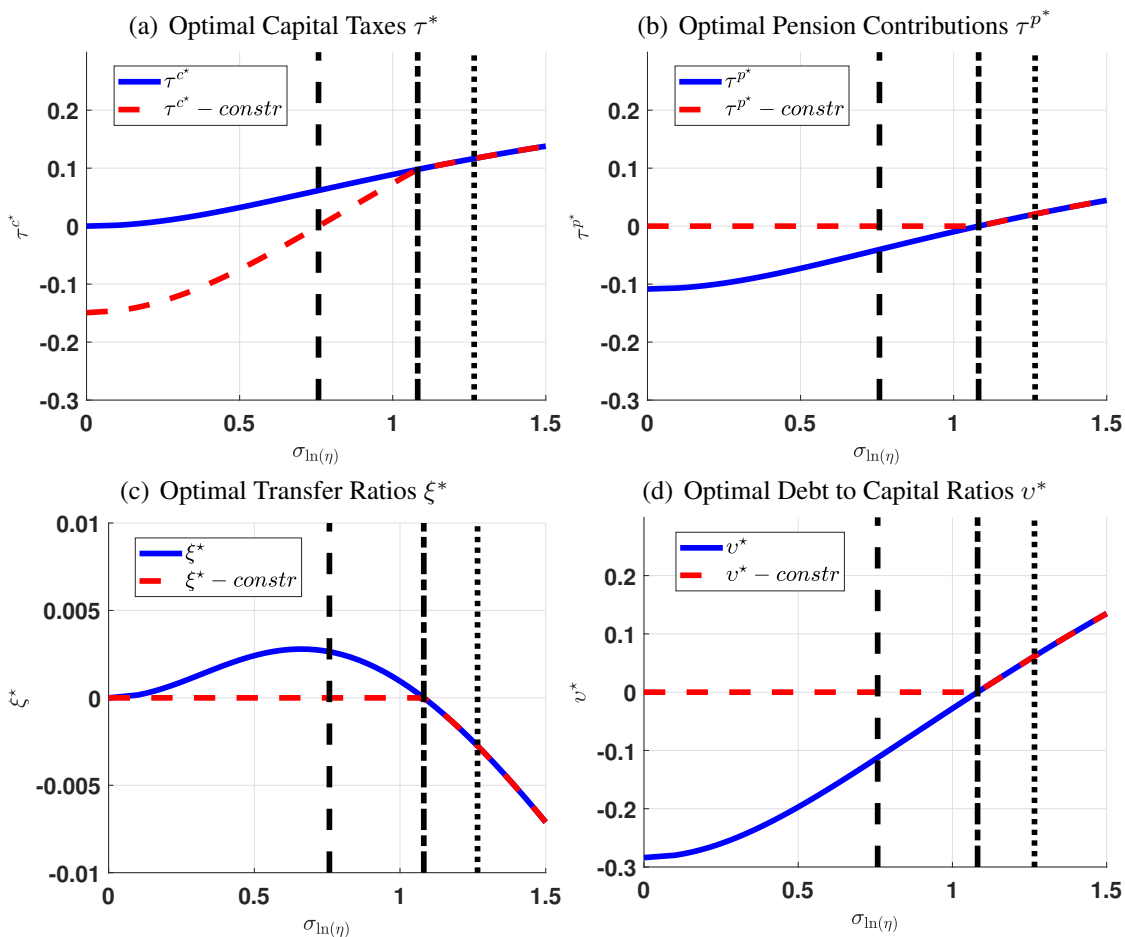 (a) Optimal Capital Taxes τ*
τ^{c⋆}
τ^{c⋆} − constr
0.2
0.1
0
-0.1
-0.2
-0.3
τ^{c⋆}
0
0.5
1
1.5
σ_{ln(η)}
(b) Optimal Pension Contributions τ^{p*}
τ^{p⋆}
τ^{p⋆} − constr
0.2
0.1
0
-0.1
-0.2
-0.3
τ^{p⋆}
0
0.5
1
1.5
σ_{ln(η)}
(c) Optimal Transfer Ratios ξ*
0.01
ξ⋆
ξ⋆ − constr
0.005
0
-0.005
-0.01
ξ⋆
0
0.5
1
1.5
σ_{ln(η)}
(d) Optimal Debt to Capital Ratios υ*
υ⋆
υ⋆ − constr
0.2
0.1
0
-0.1
-0.2
-0.3
υ⋆
0
0.5
1
1.5
σ_{ln(η)}